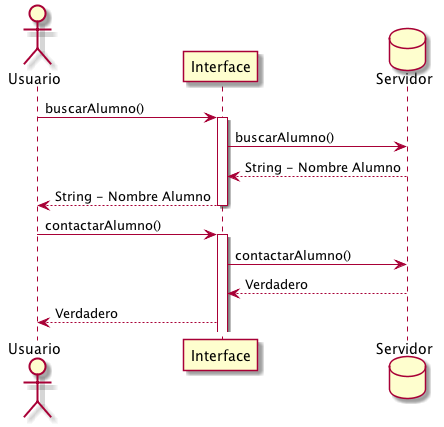 Usuario
Interface
Servidor
buscarAlumno()
buscarAlumno()
String - Nombre Alumno
String - Nombre Alumno
contactarAlumno()
contactarAlumno()
Verdadero
Verdadero
Usuario
Interface
Servidor